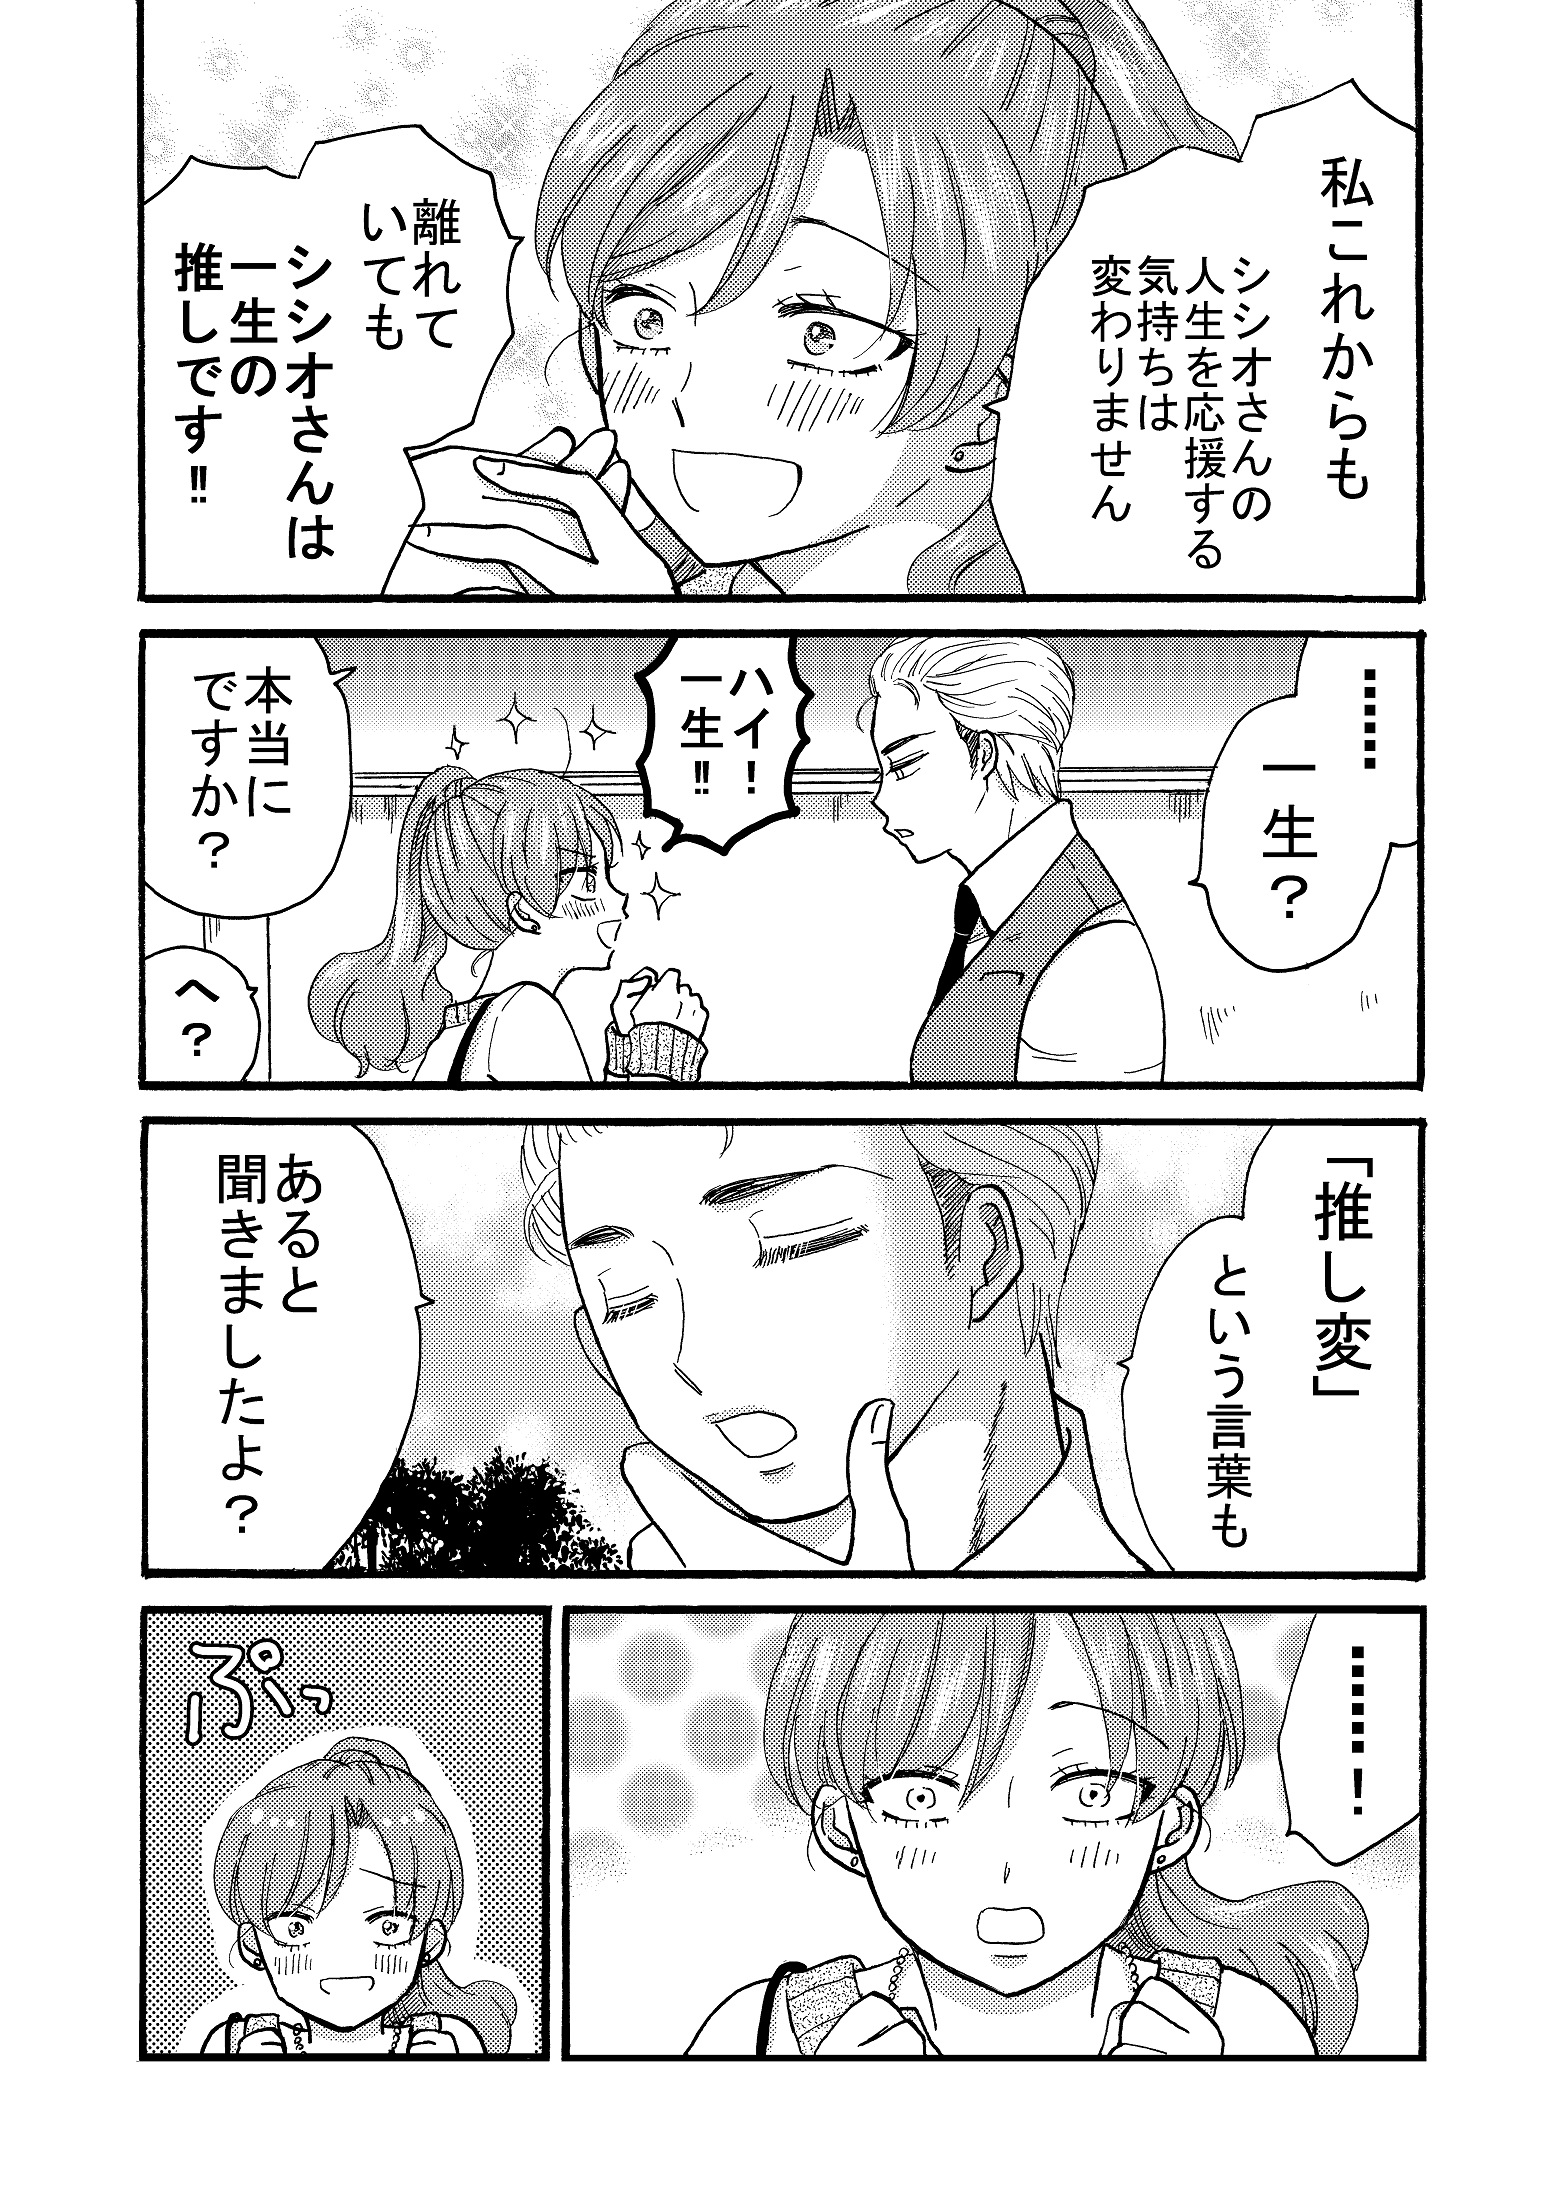 私これからも
シシオさんの
人生を応援する
気持ちは
変わりません
離れて
いても
シシオさんは
一生の
推しです!!
……
一生?
ハイ!
一生!!
本当に
ですか?
へ?
「推し変」
という言葉も
あると
聞きましたよ?
……!
ぷっ